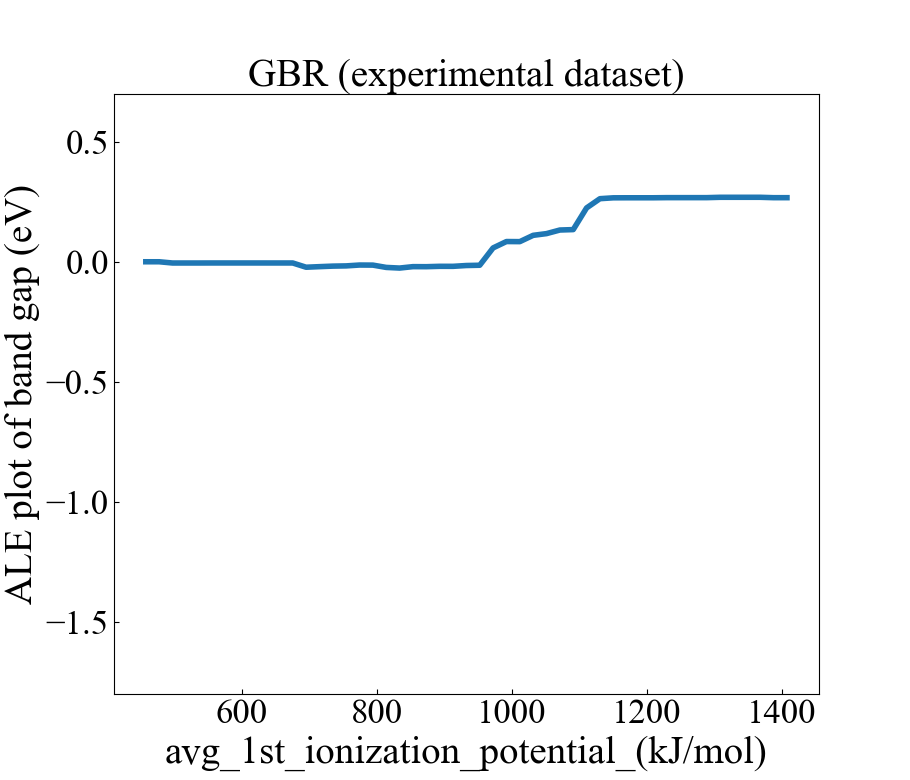 GBR (experimental dataset)
ALE plot of band gap (eV)
0.5
0.0
−0.5
−1.0
−1.5
600 800 1000 1200 1400
avg_1st_ionization_potential_(kJ/mol)